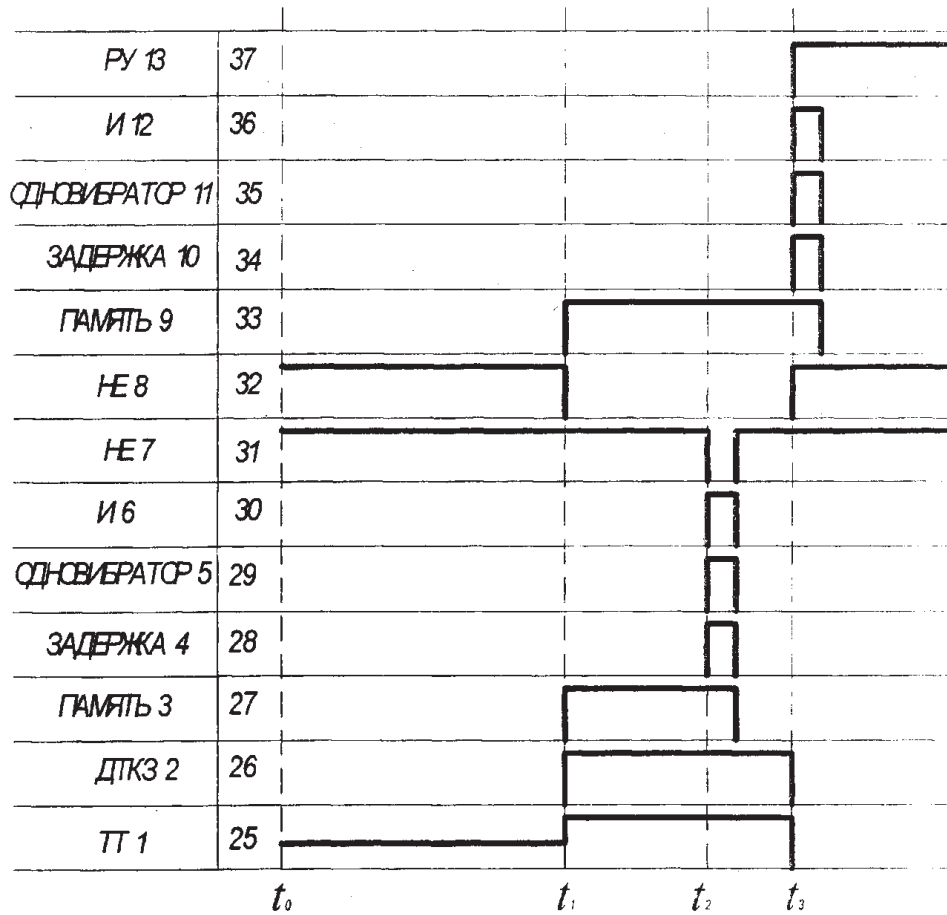 РУ 13 37
И 12 36
ОДНОВИБРАТОР 11 35
ЗАДЕРЖКА 10 34
ПАМЯТЬ 9 33
НЕ 8 32
НЕ 7 31
И 6 30
ОДНОВИБРАТОР 5 29
ЗАДЕРЖКА 4 28
ПАМЯТЬ 3 27
ДТКЗ 2 26
ТТ 1 25
t₀ t₁ t₂ t₃